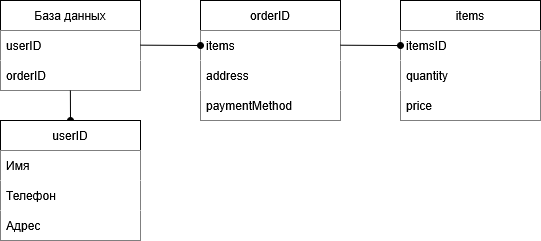 База данных
userID
orderID
orderID
items
address
paymentMethod
items
itemsID
quantity
price
userID
Имя
Телефон
Адрес